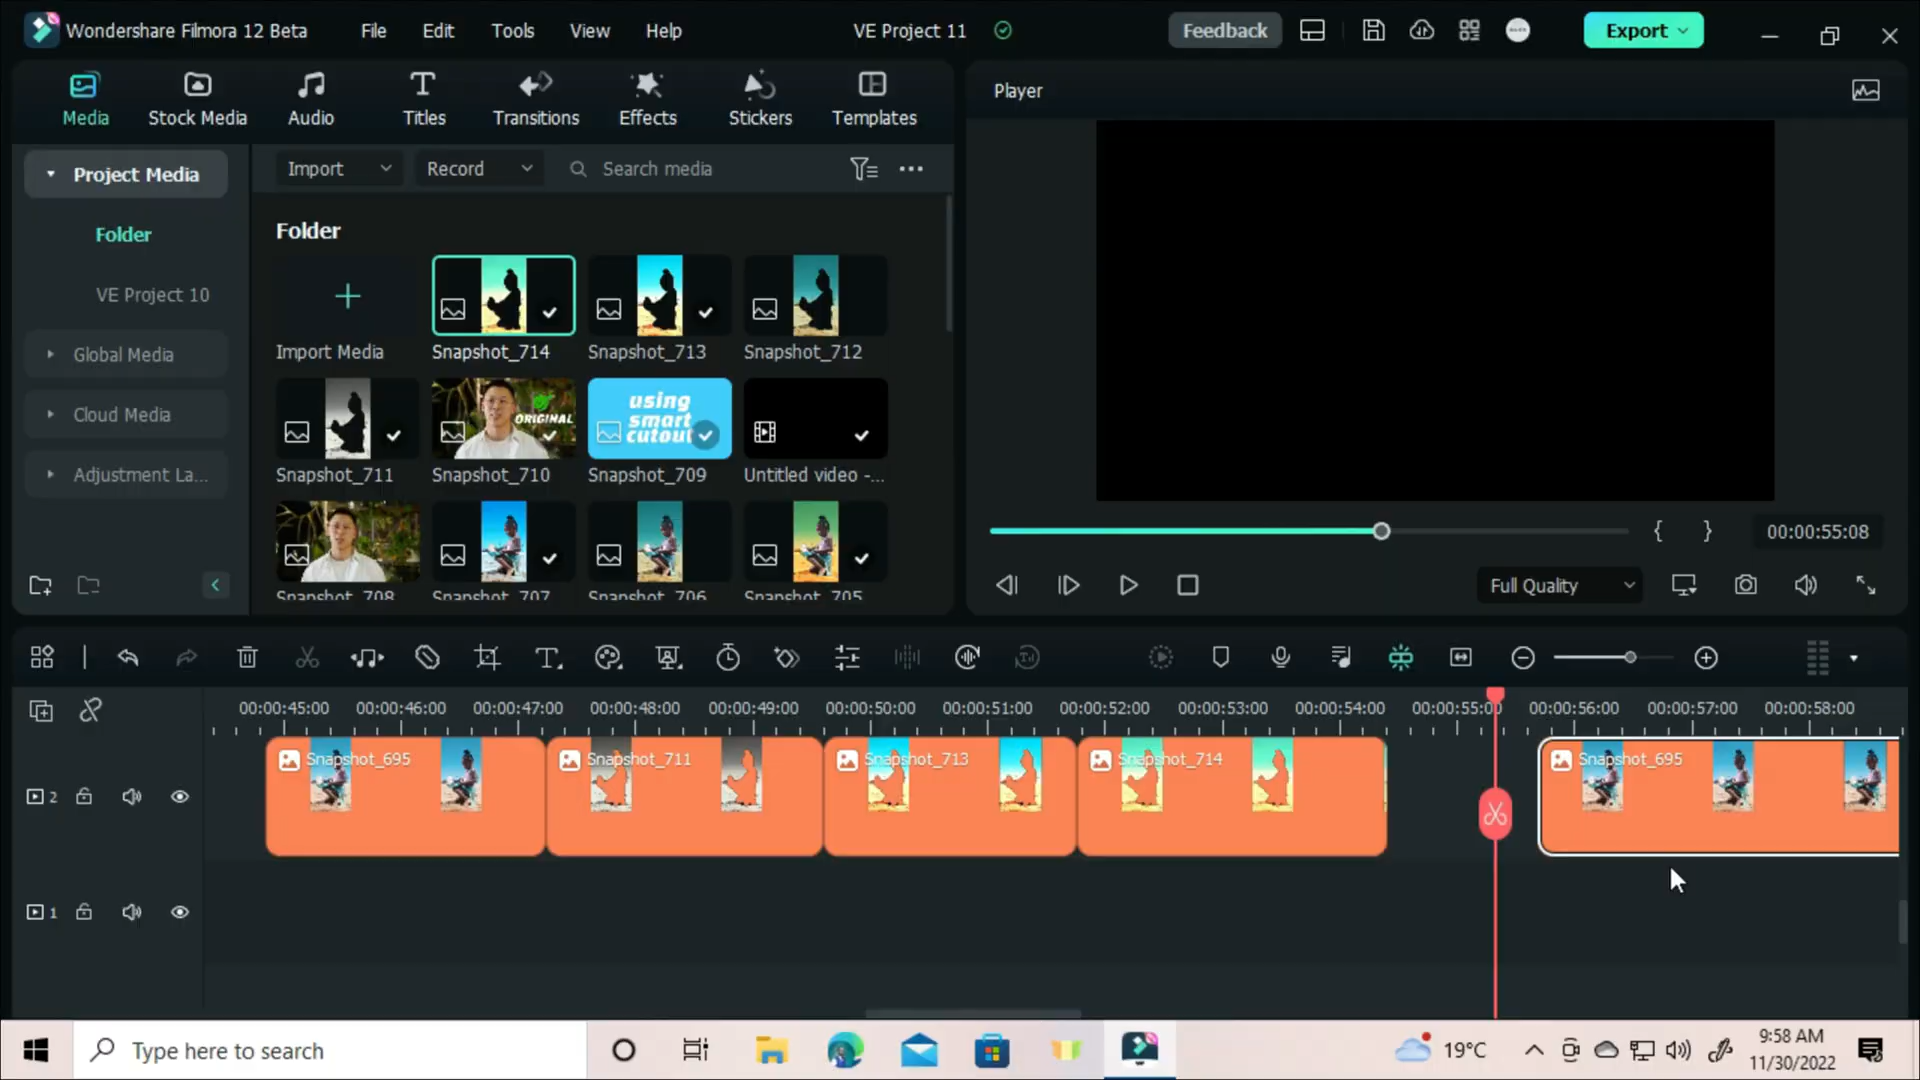 Wondershare Filmora 12 Beta
File
Edit
Tools
View
Help
VE Project 11
Feedback
Export
Media
Stock Media
Audio
Titles
Transitions
Effects
Stickers
Templates
Player
Project Media
Import
Record
Search media
Folder
Folder
VE Project 10
Global Media
Cloud Media
Adjustment La...
Import Media
Snapshot_714
Snapshot_713
Snapshot_712
ORIGINAL
using
smart
cutout
Snapshot_711
Snapshot_710
Snapshot_709
Untitled video -...
Snapshot_708
Snapshot_707
Snapshot_706
Snapshot_705
{ }
00:00:55:08
Full Quality
00:00:45:00
00:00:46:00
00:00:47:00
00:00:48:00
00:00:49:00
00:00:50:00
00:00:51:00
00:00:52:00
00:00:53:00
00:00:54:00
00:00:55:00
00:00:56:00
00:00:57:00
00:00:58:00
Snapshot_695
Snapshot_711
Snapshot_713
Snapshot_714
Snapshot_695
2
1
Type here to search
19°C
9:58 AM
11/30/2022